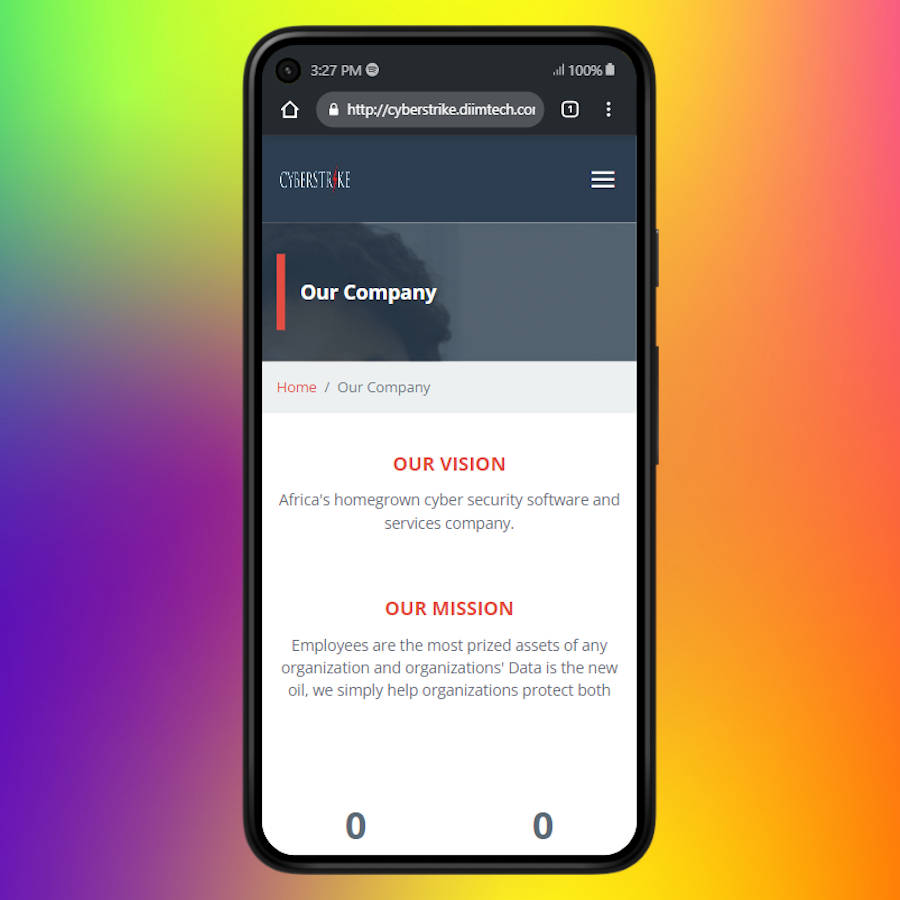 3:27 PM 100%
http://cyberstrike.diimtech.co
1
CYBERSTRIKE
Our Company
Home / Our Company
OUR VISION
Africa's homegrown cyber security software and
services company.
OUR MISSION
Employees are the most prized assets of any
organization and organizations' Data is the new
oil, we simply help organizations protect both
0 0